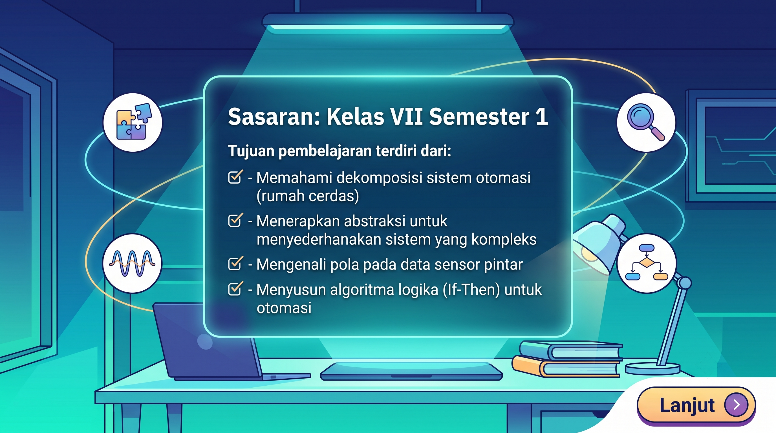 Sasaran: Kelas VII Semester 1
Tujuan pembelajaran terdiri dari:
- Memahami dekomposisi sistem otomasi
(rumah cerdas)
- Menerapkan abstraksi untuk
menyederhanakan sistem yang kompleks
- Mengenali pola pada data sensor pintar
- Menyusun algoritma logika (If-Then) untuk
otomasi
Lanjut